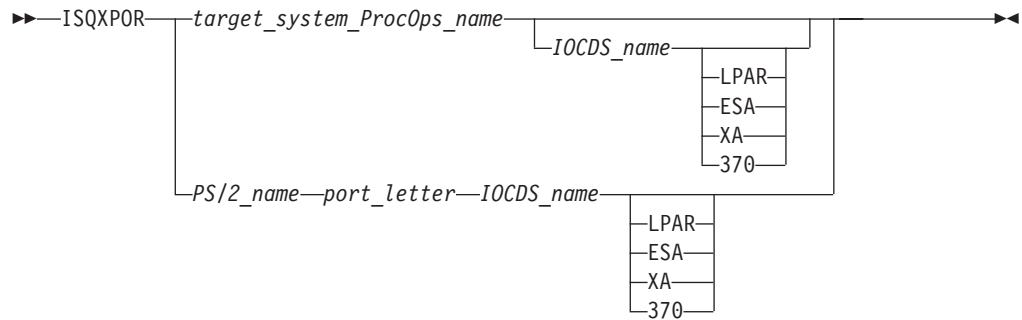 ISQXPOR target_system_ProcOps_name
IOCDS_name
LPAR
ESA
XA
370
PS/2_name port_letter IOCDS_name
LPAR
ESA
XA
370